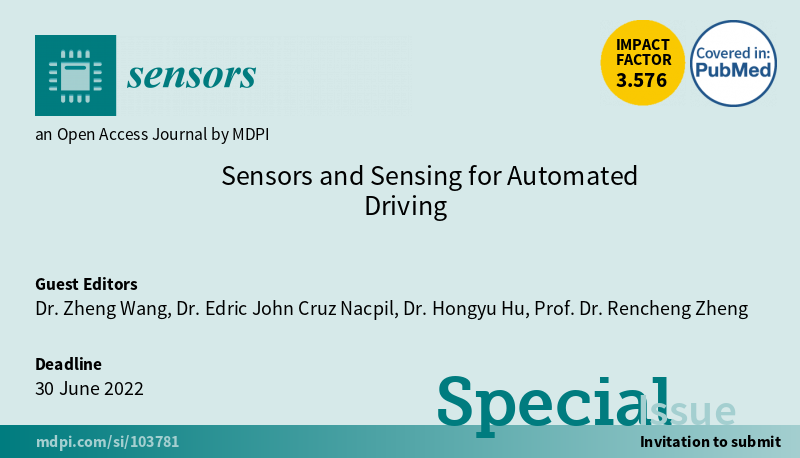 sensors
IMPACT
FACTOR
3.576
Covered in:
PubMed
an Open Access Journal by MDPI
Sensors and Sensing for Automated
Driving
Guest Editors
Dr. Zheng Wang, Dr. Edric John Cruz Nacpil, Dr. Hongyu Hu, Prof. Dr. Rencheng Zheng
Deadline
30 June 2022
Special
Issue
mdpi.com/si/103781
Invitation to submit